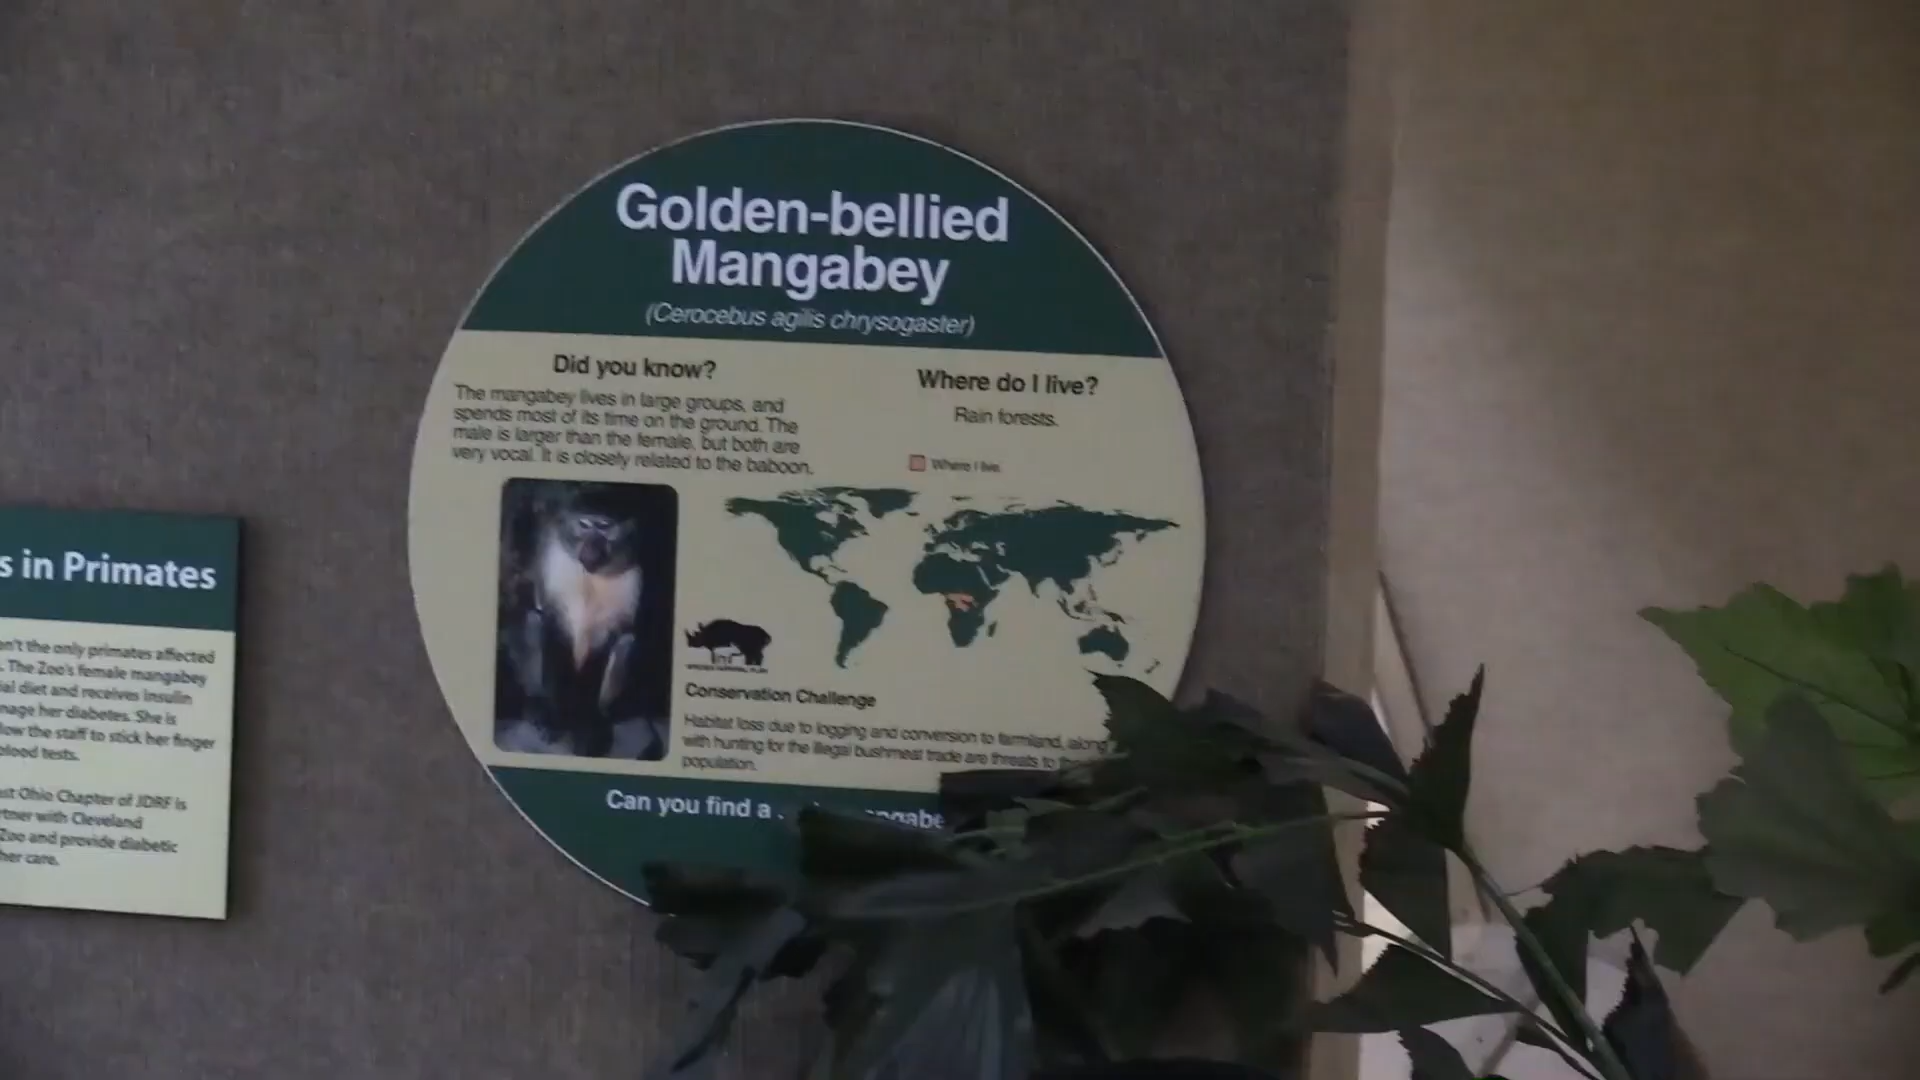 Golden-bellied
Mangabey
(Cerocebus agilis chrysogaster)
Did you know?
The mangabey lives in large groups, and
spends most of its time on the ground. The
male is larger than the female, but both are
very vocal. It is closely related to the baboon.
Where do I live?
Rain forests.
Where I live
Conservation Challenge
Habitat loss due to logging and conversion to farmland, along
with hunting for the illegal bushmeat trade are threats to
population.
Can you find a
s in Primates
n't the only primates affected
. The Zoo's female mangabey
ial diet and receives insulin
nage her diabetes. She is
low the staff to stick her finger
blood tests.
ast Ohio Chapter of JDRF is
rtner with Cleveland
Zoo and provide diabetic
her care.